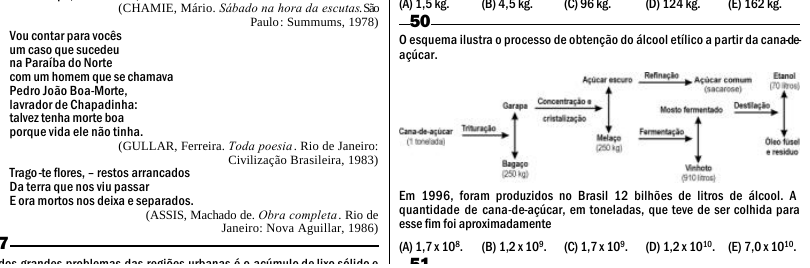 (CHAMIE, Mário. Sábado na hora da escutas. São
Paulo: Summums, 1978)
Vou contar para vocês
um caso que sucedeu
na Paraíba do Norte
com um homem que se chamava
Pedro João Boa-Morte,
lavrador de Chapadinha:
talvez tenha morte boa
porque vida ele não tinha.
(GULLAR, Ferreira. Toda poesia. Rio de Janeiro:
Civilização Brasileira, 1983)
Trago-te flores, – restos arrancados
Da terra que nos viu passar
E ora mortos nos deixa e separados.
(ASSIS, Machado de. Obra completa. Rio de
Janeiro: Nova Aguillar, 1986)
7
dos grandes problemas das regiões urbanas é o acúmulo de lixo sólido e
(A) 1,5 kg. (B) 4,5 kg. (C) 96 kg. (D) 124 kg. (E) 162 kg.
50
O esquema ilustra o processo de obtenção do álcool etílico a partir da cana-de-
açúcar.
Cana-de-açúcar
(1 tonelada)
Trituração
Garapa
Bagaço
(250 kg)
Concentração e
cristalização
Açúcar escuro
Melaço
(250 kg)
Refinação
Açúcar comum
(sacarose)
Fermentação
Mosto fermentado
Vinhoto
(910 litros)
Destilação
Etanol
(70 litros)
Óleo fúsel
e resíduo
Em 1996, foram produzidos no Brasil 12 bilhões de litros de álcool. A
quantidade de cana-de-açúcar, em toneladas, que teve de ser colhida para
esse fim foi aproximadamente
(A) 1,7 x 10⁸. (B) 1,2 x 10⁹. (C) 1,7 x 10⁹. (D) 1,2 x 10¹⁰. (E) 7,0 x 10¹⁰.
51